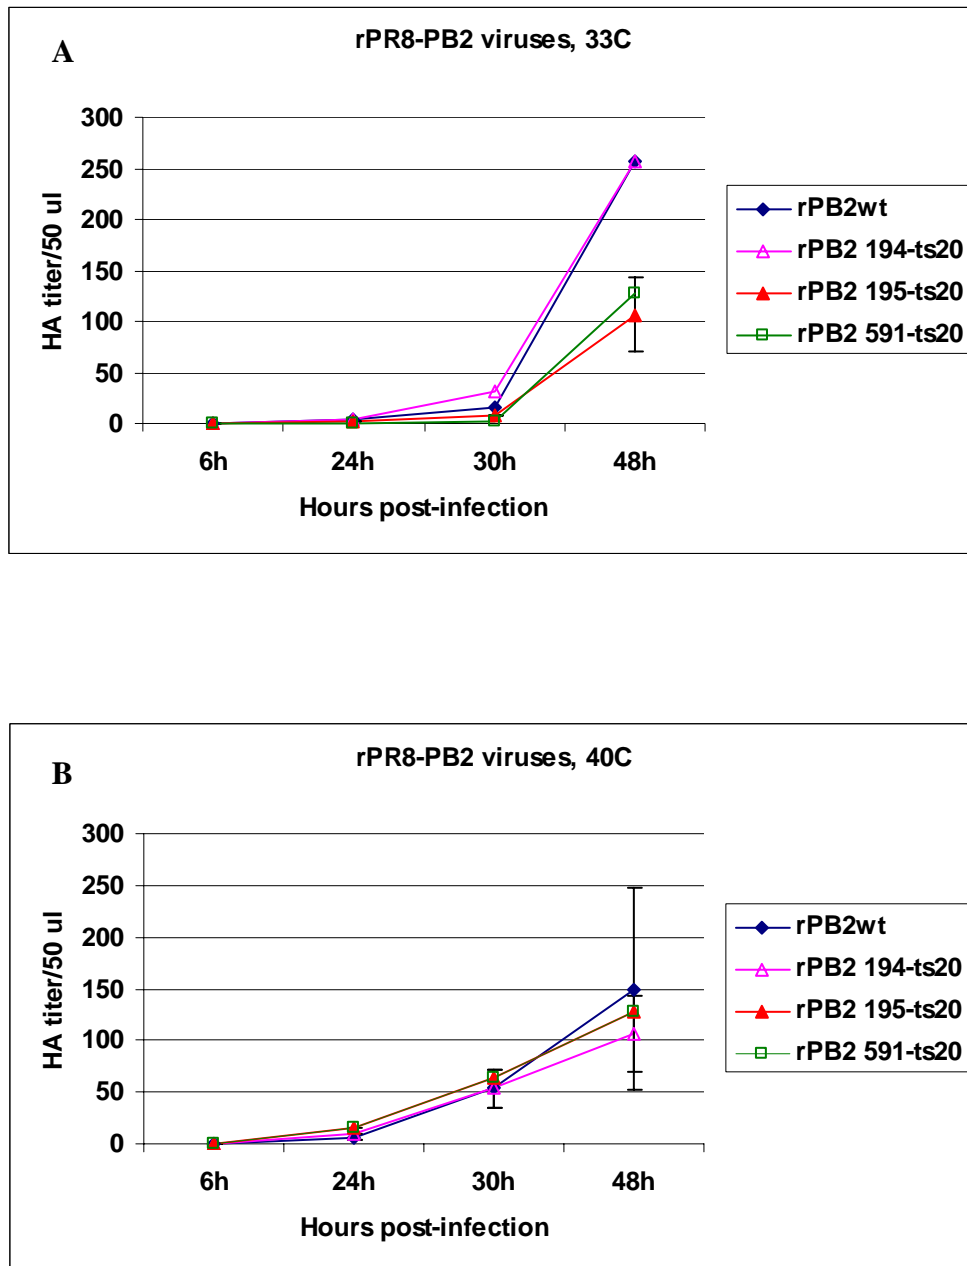 A
rPR8-PB2 viruses, 33C
300
250
200
150
100
50
0
HA titer/50 ul
6h 24h 30h 48h
Hours post-infection
rPB2wt
rPB2 194-ts20
rPB2 195-ts20
rPB2 591-ts20
B
rPR8-PB2 viruses, 40C
300
250
200
150
100
50
0
HA titer/50 ul
6h 24h 30h 48h
Hours post-infection
rPB2wt
rPB2 194-ts20
rPB2 195-ts20
rPB2 591-ts20